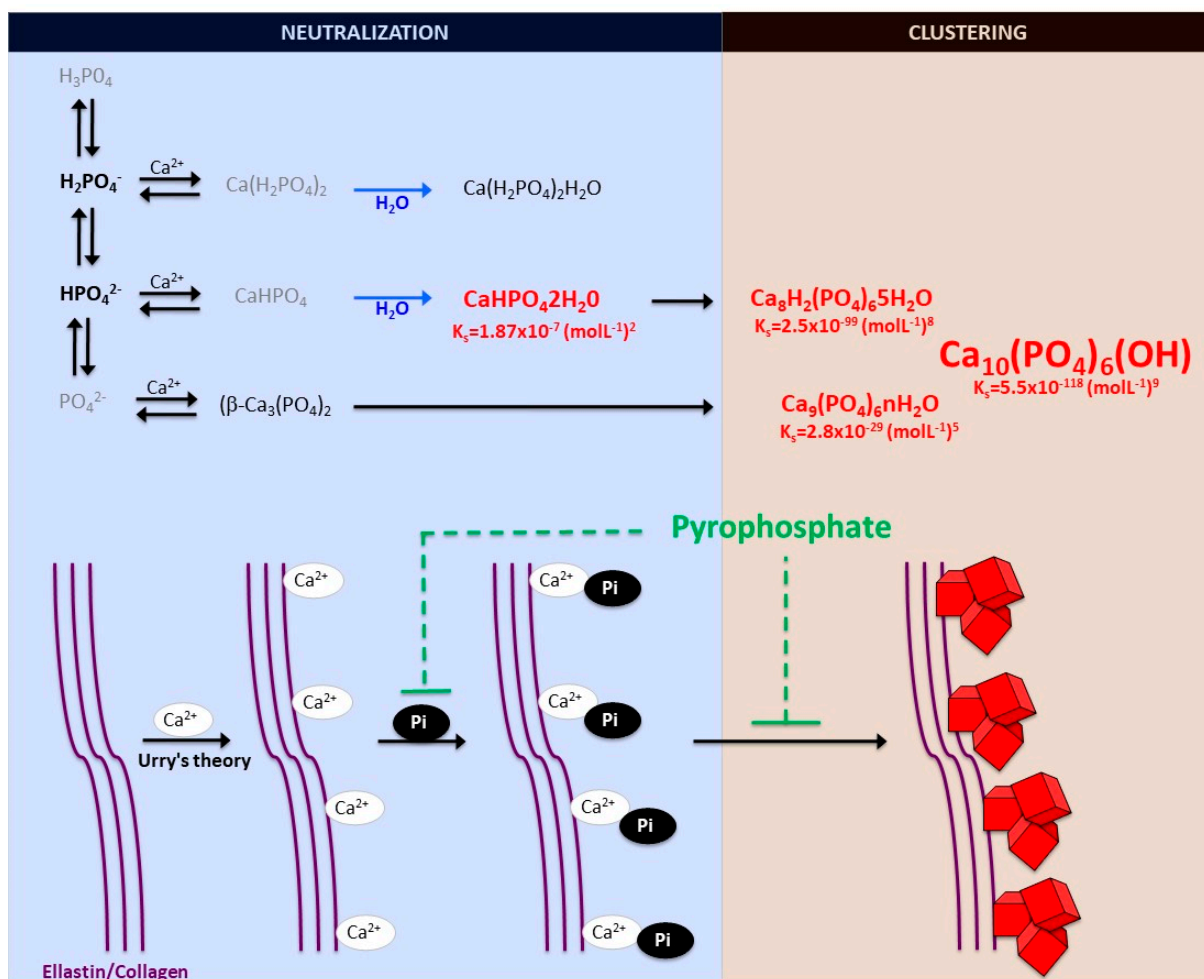 NEUTRALIZATION
CLUSTERING
H₃P0₄
Ca²⁺
H₂PO₄⁻
Ca(H₂PO₄)₂
H₂O
Ca(H₂PO₄)₂H₂O
Ca²⁺
HPO₄²⁻
CaHPO₄
H₂O
CaHPO₄2H₂0
Kₛ=1.87x10⁻⁷ (molL⁻¹)²
Ca₈H₂(PO₄)₆5H₂O
Kₛ=2.5x10⁻⁹⁹ (molL⁻¹)⁸
Ca₁₀(PO₄)₆(OH)
Kₛ=5.5x10⁻¹¹⁸ (molL⁻¹)⁹
Ca²⁺
PO₄²⁻
(β-Ca₃(PO₄)₂
Ca₉(PO₄)₆nH₂O
Kₛ=2.8x10⁻²⁹ (molL⁻¹)⁵
Pyrophosphate
Ca²⁺
Ca²⁺
Pi
Ca²⁺
Ca²⁺
Pi
Ca²⁺
Pi
Urry's theory
Ca²⁺
Ca²⁺
Pi
Ca²⁺
Ca²⁺
Pi
Ellastin/Collagen